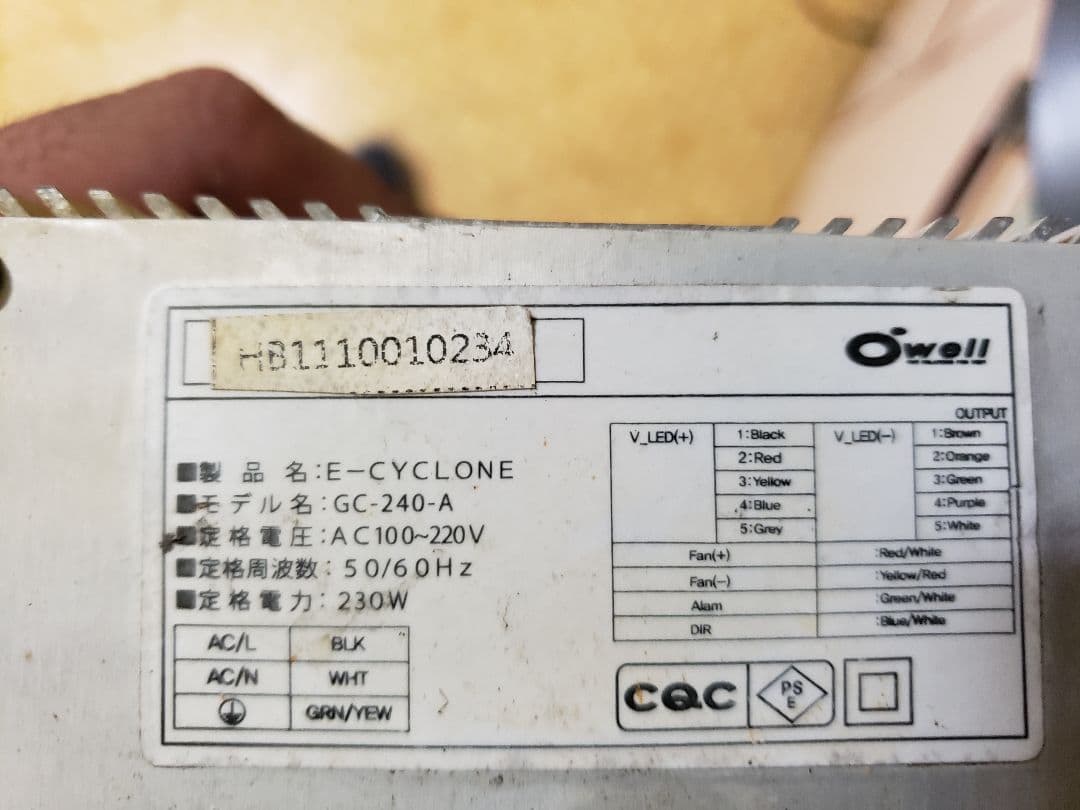 HB1110010234
Owell
OUTPUT
V_LED(+) 1:Black V_LED(-) 1:Brown
2:Red 2:Orange
3:Yellow 3:Green
4:Blue 4:Purple
5:Grey 5:White
Fan(+) :Red/White
Fan(-) :Yellow/Red
Alam :Green/White
DIR :Blue/White
■製品名:E-CYCLONE
■モデル名:GC-240-A
■定格電圧:AC100~220V
■定格周波数:50/60Hz
■定格電力:230W
AC/L BLK
AC/N WHT
GRN/YEW
CQC PS E